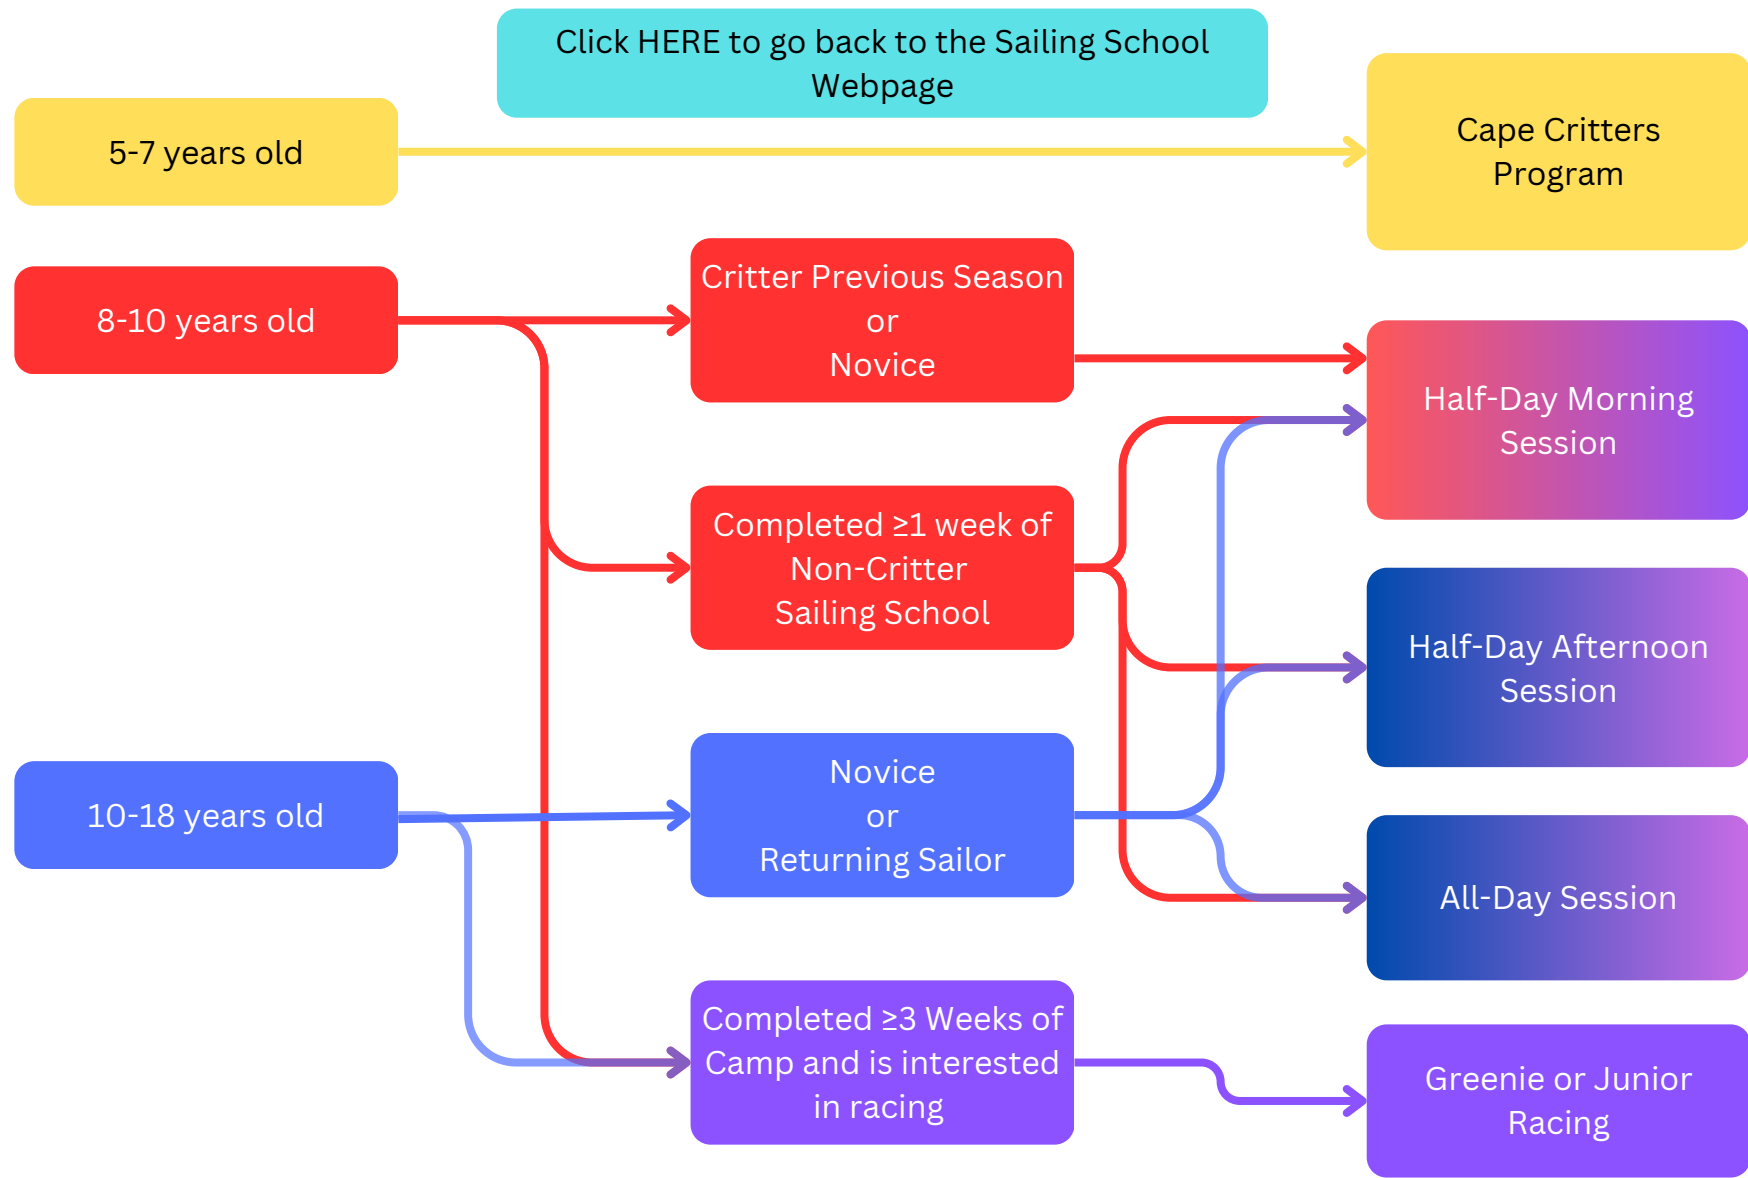 Click HERE to go back to the Sailing School
Webpage
5-7 years old
Cape Critters
Program
8-10 years old
Critter Previous Season
or
Novice
Half-Day Morning
Session
Completed ≥1 week of
Non-Critter
Sailing School
Half-Day Afternoon
Session
10-18 years old
Novice
or
Returning Sailor
All-Day Session
Completed ≥3 Weeks of
Camp and is interested
in racing
Greenie or Junior
Racing